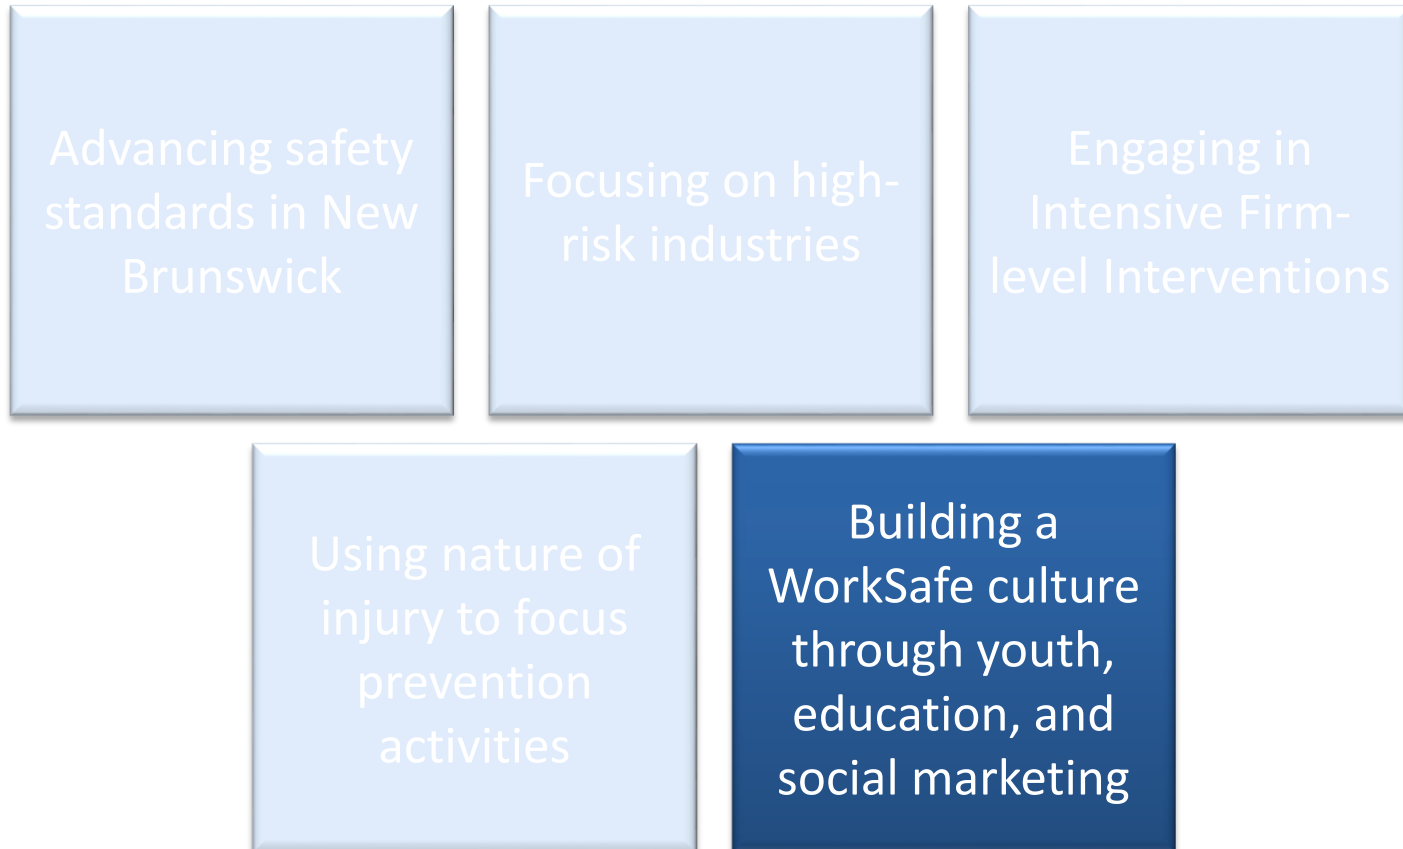 Advancing safety
standards in New
Brunswick
Focusing on high-
risk industries
Engaging in
Intensive Firm-
level Interventions
Using nature of
injury to focus
prevention
activities
Building a
WorkSafe culture
through youth,
education, and
social marketing